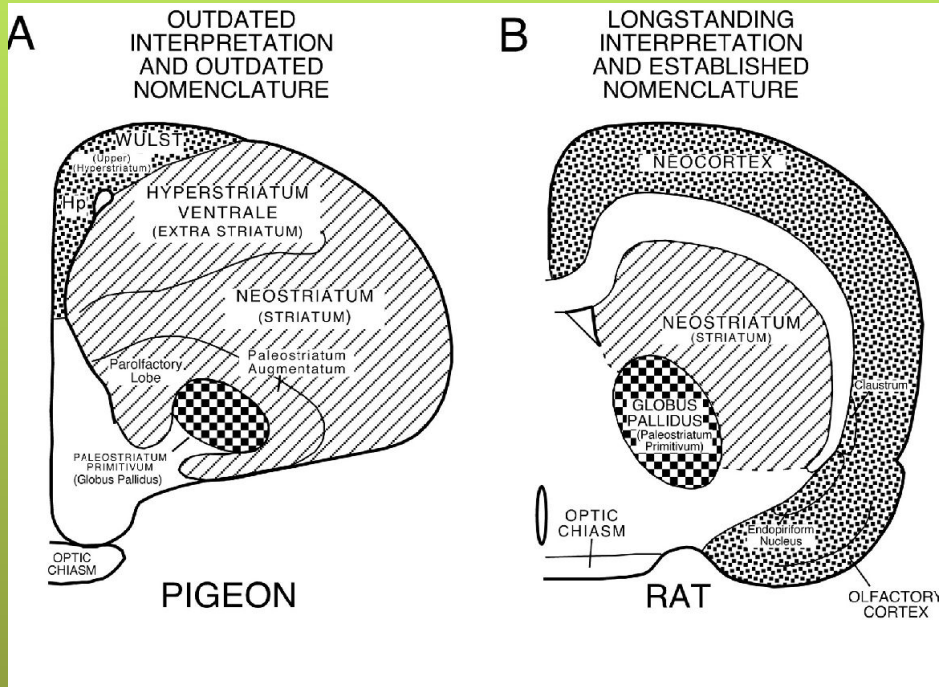 A
OUTDATED
INTERPRETATION
AND OUTDATED
NOMENCLATURE
WULST
(Upper)
(Hyperstriatum)
Hp
HYPERSTRIATUM
VENTRALE
(EXTRA STRIATUM)
NEOSTRIATUM
(STRIATUM)
Parolfactory
Lobe
Paleostriatum
Augmentatum
PALEOSTRIATUM
PRIMITIVUM
(Globus Pallidus)
OPTIC
CHIASM
PIGEON
B
LONGSTANDING
INTERPRETATION
AND ESTABLISHED
NOMENCLATURE
NEOCORTEX
NEOSTRIATUM
(STRIATUM)
Claustrum
GLOBUS
PALLIDUS
(Paleostriatum
Primitivum)
OPTIC
CHIASM
Endopiriform
Nucleus
RAT
OLFACTORY
CORTEX